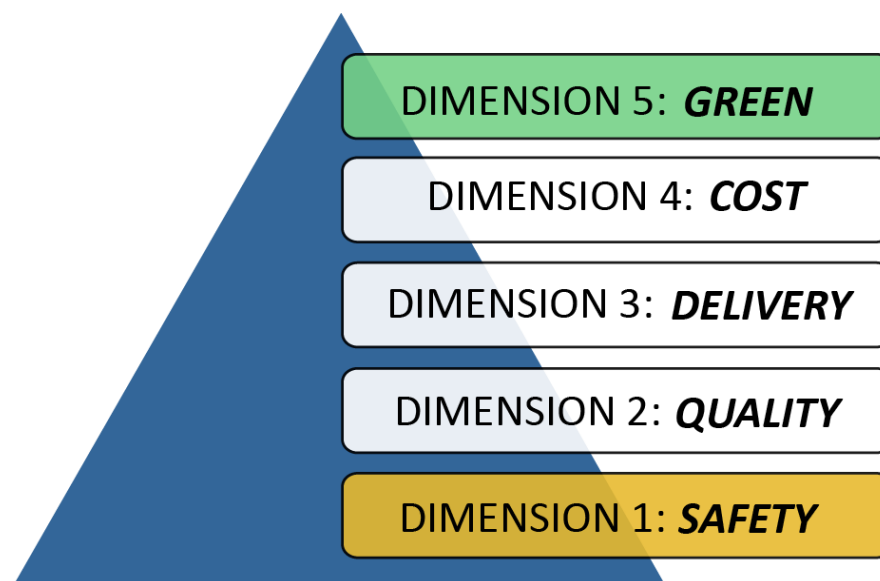 DIMENSION 5: GREEN
DIMENSION 4: COST
DIMENSION 3: DELIVERY
DIMENSION 2: QUALITY
DIMENSION 1: SAFETY